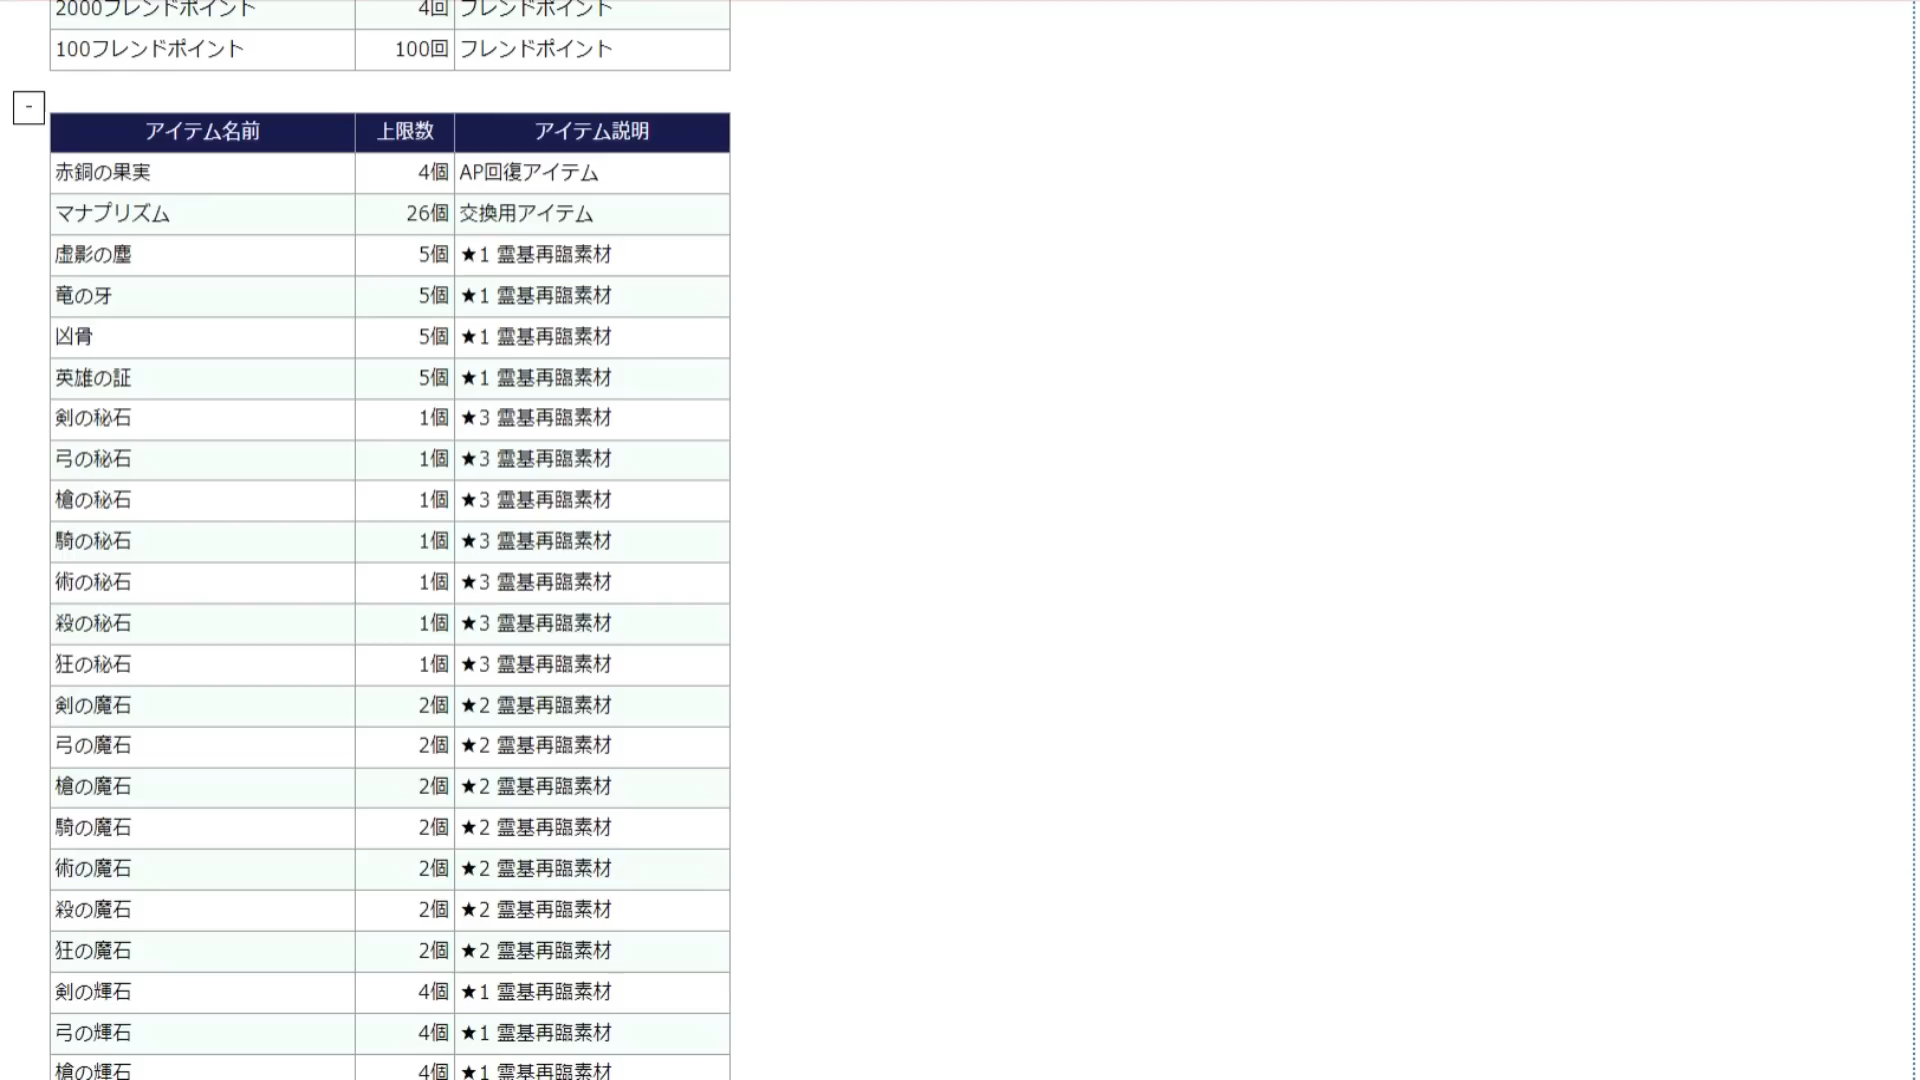 2000フレンドポイント 4回 フレンドポイント
100フレンドポイント 100回 フレンドポイント
-
アイテム名前 上限数 アイテム説明
赤銅の果実 4個 AP回復アイテム
マナプリズム 26個 交換用アイテム
虚影の塵 5個 ★1 霊基再臨素材
竜の牙 5個 ★1 霊基再臨素材
凶骨 5個 ★1 霊基再臨素材
英雄の証 5個 ★1 霊基再臨素材
剣の秘石 1個 ★3 霊基再臨素材
弓の秘石 1個 ★3 霊基再臨素材
槍の秘石 1個 ★3 霊基再臨素材
騎の秘石 1個 ★3 霊基再臨素材
術の秘石 1個 ★3 霊基再臨素材
殺の秘石 1個 ★3 霊基再臨素材
狂の秘石 1個 ★3 霊基再臨素材
剣の魔石 2個 ★2 霊基再臨素材
弓の魔石 2個 ★2 霊基再臨素材
槍の魔石 2個 ★2 霊基再臨素材
騎の魔石 2個 ★2 霊基再臨素材
術の魔石 2個 ★2 霊基再臨素材
殺の魔石 2個 ★2 霊基再臨素材
狂の魔石 2個 ★2 霊基再臨素材
剣の輝石 4個 ★1 霊基再臨素材
弓の輝石 4個 ★1 霊基再臨素材
槍の輝石 4個 ★1 霊基再臨素材